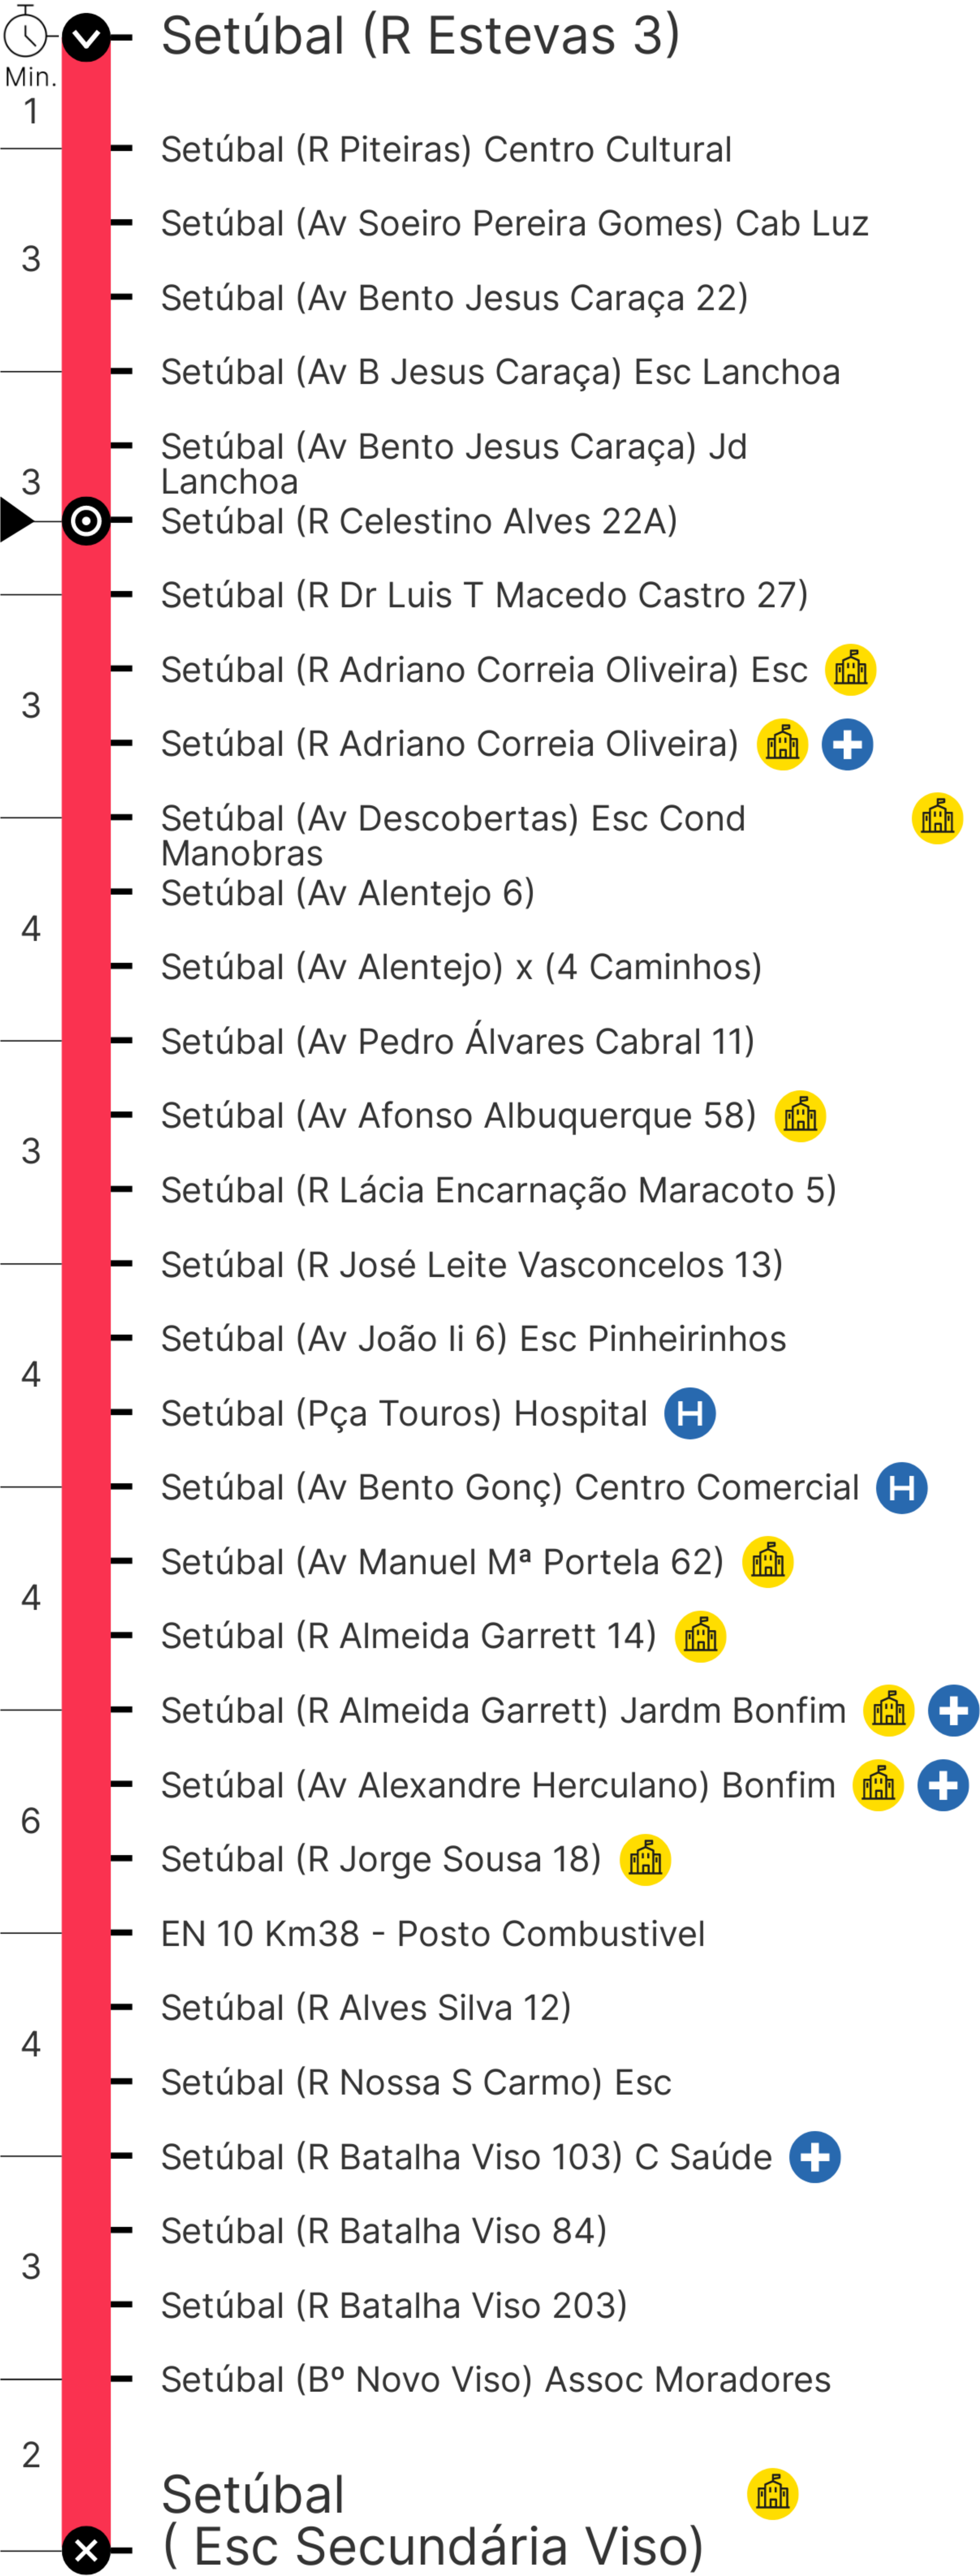 Setúbal (R Estevas 3)
Min.
1
Setúbal (R Piteiras) Centro Cultural
Setúbal (Av Soeiro Pereira Gomes) Cab Luz
3
Setúbal (Av Bento Jesus Caraça 22)
Setúbal (Av B Jesus Caraça) Esc Lanchoa
Setúbal (Av Bento Jesus Caraça) Jd
Lanchoa
3
Setúbal (R Celestino Alves 22A)
Setúbal (R Dr Luis T Macedo Castro 27)
Setúbal (R Adriano Correia Oliveira) Esc
3
Setúbal (R Adriano Correia Oliveira)
Setúbal (Av Descobertas) Esc Cond
Manobras
Setúbal (Av Alentejo 6)
4
Setúbal (Av Alentejo) x (4 Caminhos)
Setúbal (Av Pedro Álvares Cabral 11)
Setúbal (Av Afonso Albuquerque 58)
3
Setúbal (R Lácia Encarnação Maracoto 5)
Setúbal (R José Leite Vasconcelos 13)
Setúbal (Av João Ii 6) Esc Pinheirinhos
4
Setúbal (Pça Touros) Hospital H
Setúbal (Av Bento Gonç) Centro Comercial H
Setúbal (Av Manuel Mª Portela 62)
4
Setúbal (R Almeida Garrett 14)
Setúbal (R Almeida Garrett) Jardm Bonfim
Setúbal (Av Alexandre Herculano) Bonfim
6
Setúbal (R Jorge Sousa 18)
EN 10 Km38 - Posto Combustivel
Setúbal (R Alves Silva 12)
4
Setúbal (R Nossa S Carmo) Esc
Setúbal (R Batalha Viso 103) C Saúde
Setúbal (R Batalha Viso 84)
3
Setúbal (R Batalha Viso 203)
Setúbal (Bº Novo Viso) Assoc Moradores
2
Setúbal
( Esc Secundária Viso)